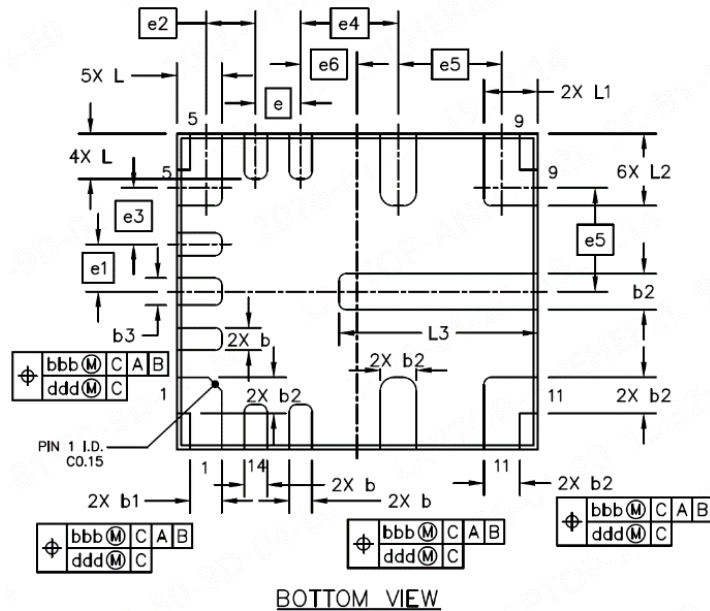 e2
e4
5X L
e6
e5
e
2X L1
5
9
4X L
5
9
6X L2
e3
e5
e1
b2
b3
L3
2X b
2X b2
bbb Ⓜ C A B
ddd Ⓜ C
1
2X b2
11
2X b2
PIN 1 I.D.
C0.15
1
14
11
2X b1
2X b
2X b
2X b2
bbb Ⓜ C A B
ddd Ⓜ C
bbb Ⓜ C A B
ddd Ⓜ C
bbb Ⓜ C A B
ddd Ⓜ C
BOTTOM VIEW